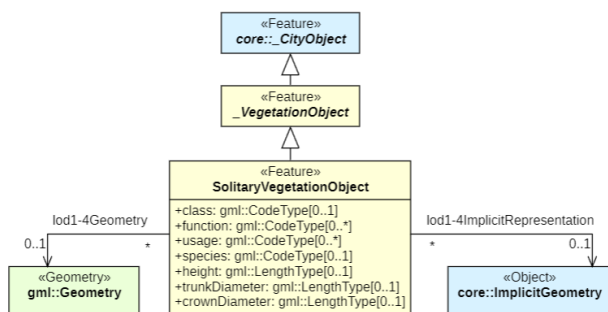 «Feature»
core::_CityObject
«Feature»
_VegetationObject
«Feature»
SolitaryVegetationObject
+class: gml::CodeType[0..1]
+function: gml::CodeType[0..*]
+usage: gml::CodeType[0..*]
+species: gml::CodeType[0..1]
+height: gml::LengthType[0..1]
+trunkDiameter: gml::LengthType[0..1]
+crownDiameter: gml::LengthType[0..1]
lod1-4Geometry
0..1
*
lod1-4ImplicitRepresentation
*
0..1
«Geometry»
gml::Geometry
«Object»
core::ImplicitGeometry